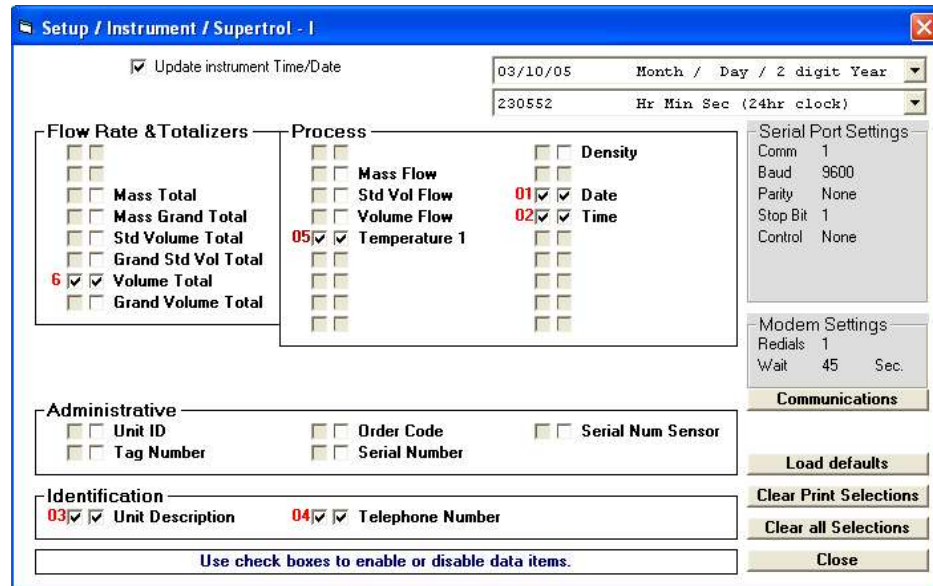 Setup / Instrument / Supertrol - I
Update instrument Time/Date
03/10/05 Month / Day / 2 digit Year
230552 Hr Min Sec (24hr clock)
Flow Rate &Totalizers
Mass Total
Mass Grand Total
Std Volume Total
Grand Std Vol Total
6 Volume Total
Grand Volume Total
Process
Mass Flow
Std Vol Flow
Volume Flow
05 Temperature 1
Density
01 Date
02 Time
Serial Port Settings
Comm 1
Baud 9600
Parity None
Stop Bit 1
Control None
Modem Settings
Redials 1
Wait 45 Sec.
Communications
Administrative
Unit ID
Tag Number
Order Code
Serial Number
Serial Num Sensor
Load defaults
Clear Print Selections
Clear all Selections
Close
Identification
03 Unit Description
04 Telephone Number
Use check boxes to enable or disable data items.